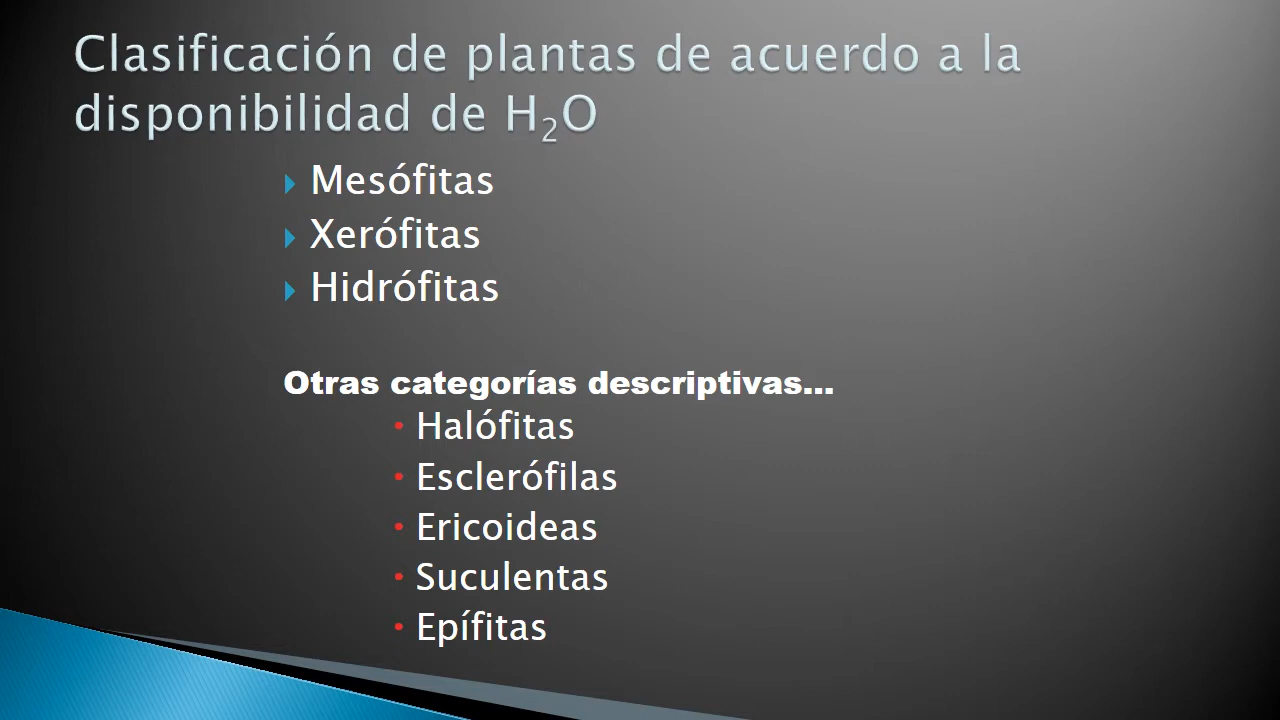 Clasificación de plantas de acuerdo a la
disponibilidad de H₂O
Mesófitas
Xerófitas
Hidrófitas
Otras categorías descriptivas...
Halófitas
Esclerófilas
Ericoideas
Suculentas
Epífitas